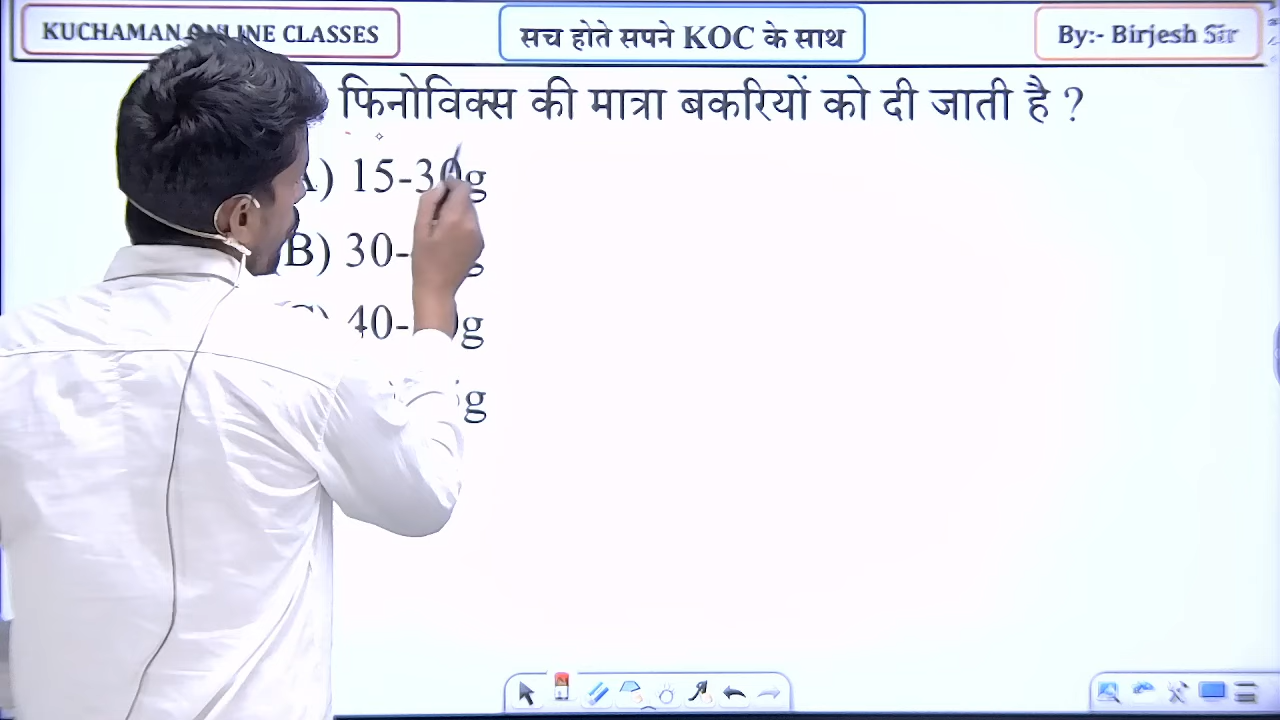 KUCHAMAN ONLINE CLASSES
सच होते सपने KOC के साथ
By:- Birjesh Sir
फिनोविक्स की मात्रा बकरियों को दी जाती है ?
A) 15-30g
(B) 30-
40-
g